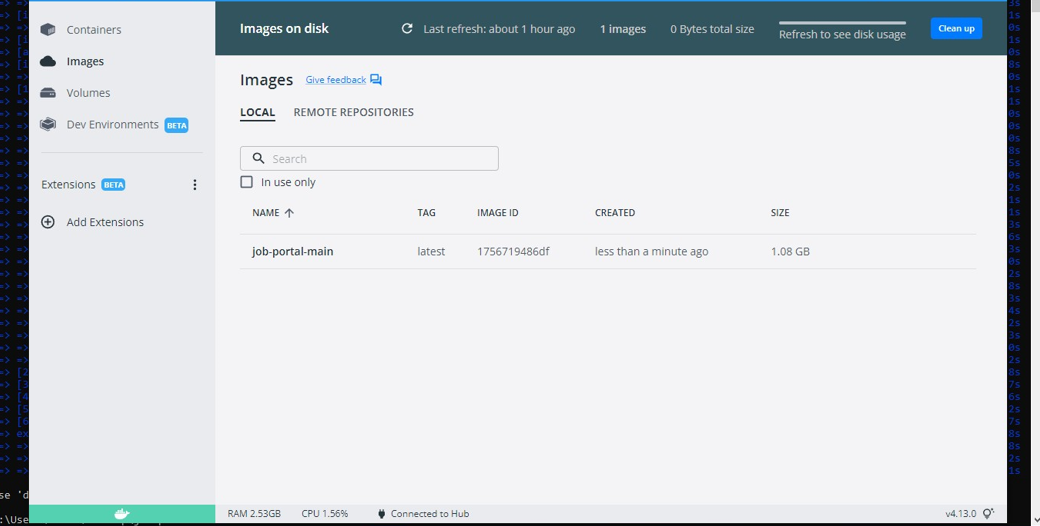 Containers
Images
Volumes
Dev Environments BETA
Extensions BETA
Add Extensions
Images on disk
Last refresh: about 1 hour ago
1 images
0 Bytes total size
Refresh to see disk usage
Clean up
Images Give feedback
LOCAL REMOTE REPOSITORIES
Search
In use only
NAME TAG IMAGE ID CREATED SIZE
job-portal-main latest 1756719486df less than a minute ago 1.08 GB
RAM 2.53GB CPU 1.56% Connected to Hub v4.13.0